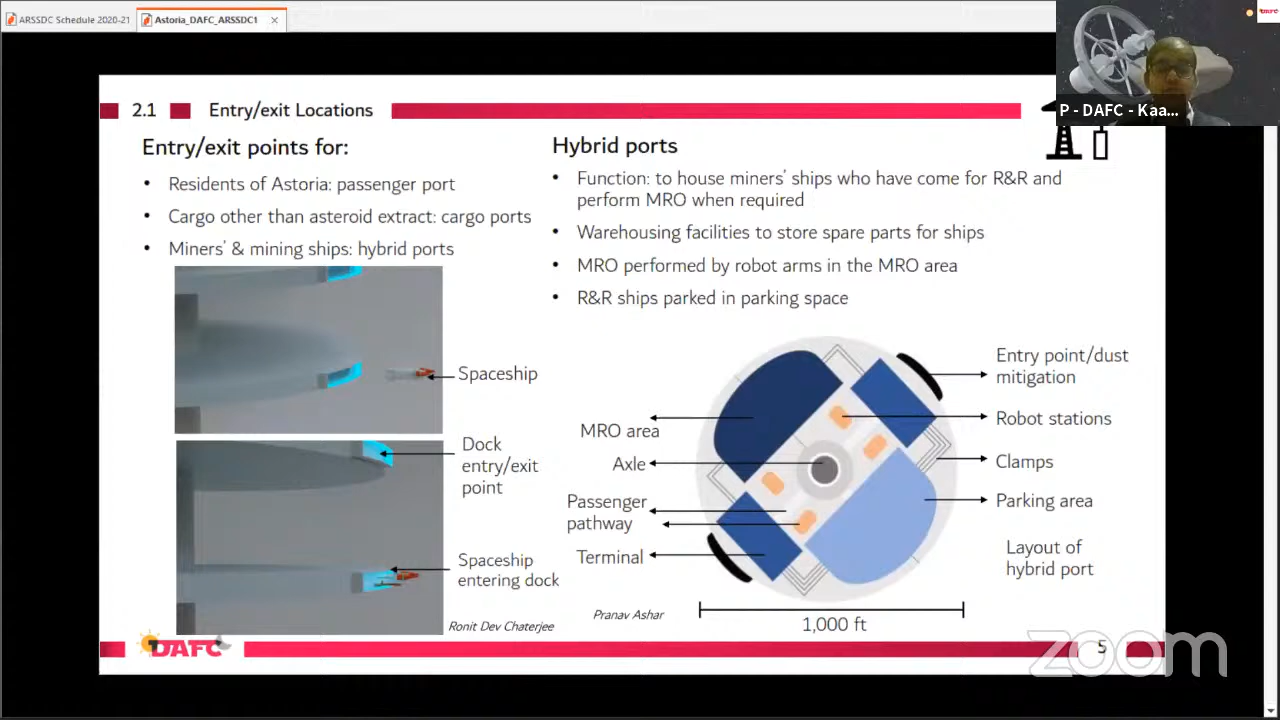 ARSSDC Schedule 2020-21
Astoria_DAFC_ARSSDC1
P - DAFC - Kaa...
2.1 Entry/exit Locations
Entry/exit points for:
• Residents of Astoria: passenger port
• Cargo other than asteroid extract: cargo ports
• Miners' & mining ships: hybrid ports
Spaceship
Dock
entry/exit
point
Spaceship
entering dock
Ronit Dev Chaterjee
Hybrid ports
• Function: to house miners' ships who have come for R&R and
perform MRO when required
• Warehousing facilities to store spare parts for ships
• MRO performed by robot arms in the MRO area
• R&R ships parked in parking space
MRO area
Axle
Passenger
pathway
Terminal
Entry point/dust
mitigation
Robot stations
Clamps
Parking area
Layout of
hybrid port
Pranav Ashar
1,000 ft
DAFC
5
zoom